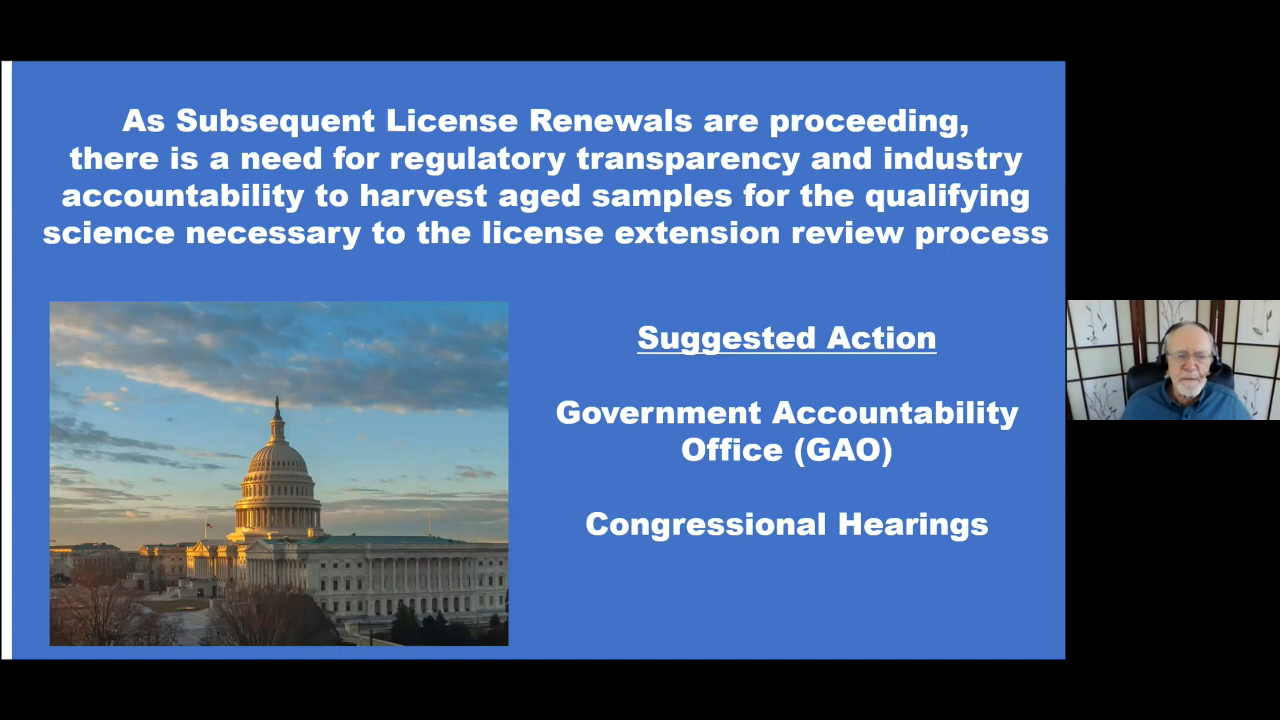 As Subsequent License Renewals are proceeding,
there is a need for regulatory transparency and industry
accountability to harvest aged samples for the qualifying
science necessary to the license extension review process
Suggested Action
Government Accountability
Office (GAO)
Congressional Hearings